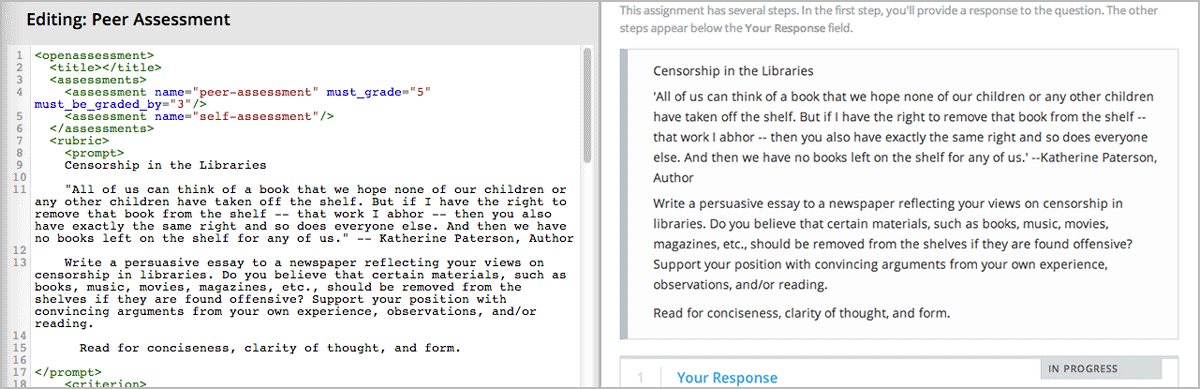 Editing: Peer Assessment
1 <openassessment>
2 <title></title>
3 <assessments>
4 <assessment name="peer-assessment" must_grade="5"
must_be_graded_by="3"/>
5 <assessment name="self-assessment"/>
6 </assessments>
7 <rubric>
8 <prompt>
9 Censorship in the Libraries
10
11 "All of us can think of a book that we hope none of our children or
any other children have taken off the shelf. But if I have the right to
remove that book from the shelf -- that work I abhor -- then you also
have exactly the same right and so does everyone else. And then we have
no books left on the shelf for any of us." -- Katherine Paterson, Author
12
13 Write a persuasive essay to a newspaper reflecting your views on
censorship in libraries. Do you believe that certain materials, such as
books, music, movies, magazines, etc., should be removed from the
shelves if they are found offensive? Support your position with
convincing arguments from your own experience, observations, and/or
reading.
14
15 Read for conciseness, clarity of thought, and form.
16
17 </prompt>
18 <criterion>
This assignment has several steps. In the first step, you'll provide a response to the question. The other
steps appear below the Your Response field.
Censorship in the Libraries
'All of us can think of a book that we hope none of our children or any other children
have taken off the shelf. But if I have the right to remove that book from the shelf --
that work I abhor -- then you also have exactly the same right and so does everyone
else. And then we have no books left on the shelf for any of us.' --Katherine Paterson,
Author
Write a persuasive essay to a newspaper reflecting your views on censorship in
libraries. Do you believe that certain materials, such as books, music, movies,
magazines, etc., should be removed from the shelves if they are found offensive?
Support your position with convincing arguments from your own experience,
observations, and/or reading.
Read for conciseness, clarity of thought, and form.
IN PROGRESS
1 Your Response